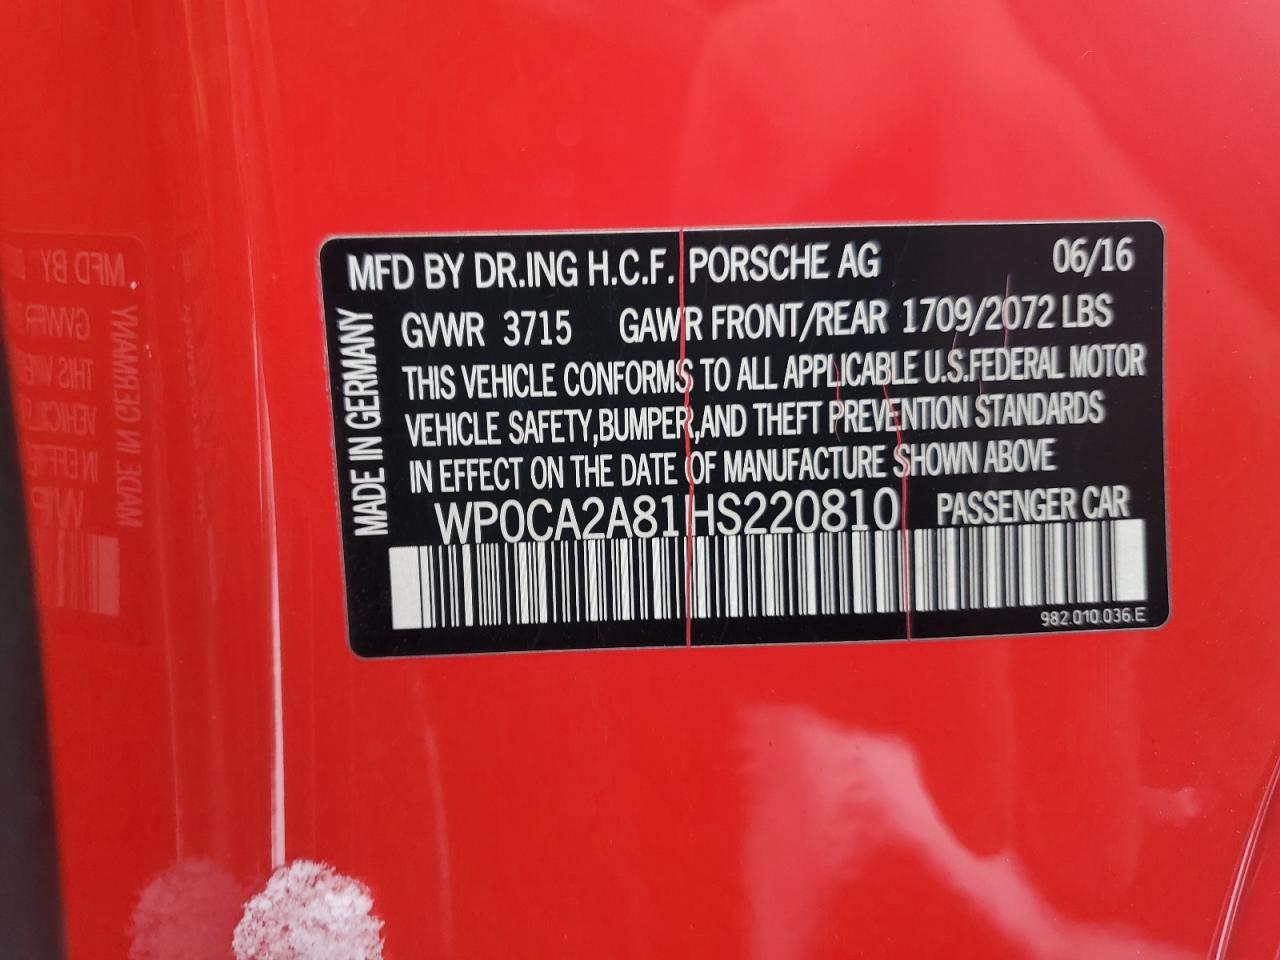 MFD BY DR.ING H.C.F. PORSCHE AG 06/16
GVWR 3715 GAWR FRONT/REAR 1709/2072 LBS
THIS VEHICLE CONFORMS TO ALL APPLICABLE U.S.FEDERAL MOTOR
VEHICLE SAFETY,BUMPER,AND THEFT PREVENTION STANDARDS
IN EFFECT ON THE DATE OF MANUFACTURE SHOWN ABOVE
WP0CA2A81HS220810 PASSENGER CAR
982.010.036.E
MADE IN GERMANY